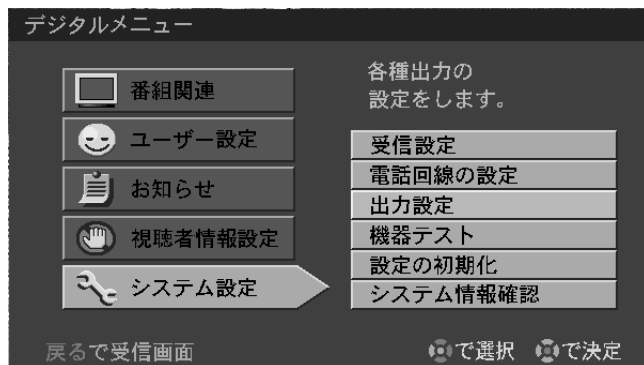 デジタルメニュー
番組関連
ユーザー設定
お知らせ
視聴者情報設定
システム設定
各種出力の
設定をします。
受信設定
電話回線の設定
出力設定
機器テスト
設定の初期化
システム情報確認
戻るで受信画面
で選択 で決定